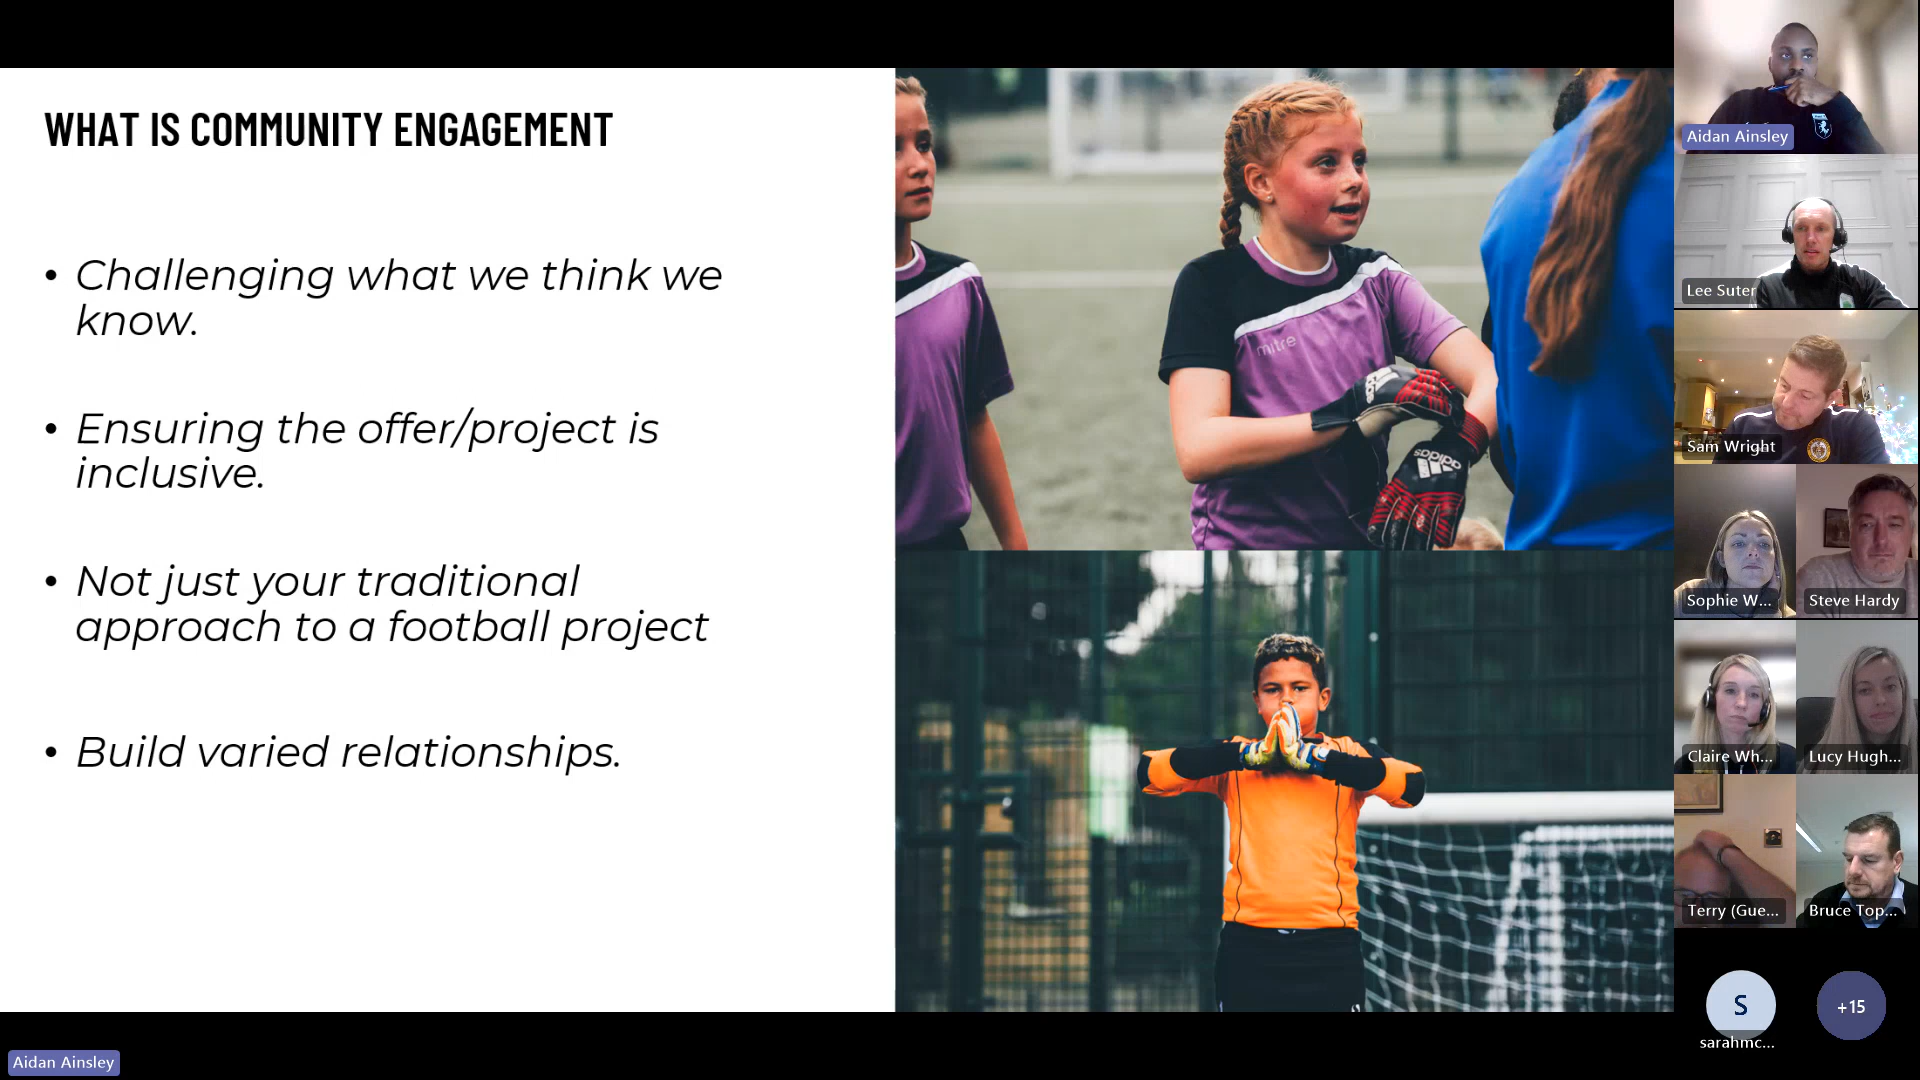 WHAT IS COMMUNITY ENGAGEMENT
• Challenging what we think we
know.
• Ensuring the offer/project is
inclusive.
• Not just your traditional
approach to a football project
• Build varied relationships.
mitre
adidas
Aidan Ainsley
Lee Suter
Sam Wright
Sophie W...
Steve Hardy
Claire Wh...
Lucy Hugh...
Terry (Gue...
Bruce Top...
S
sarahmc...
+15
Aidan Ainsley